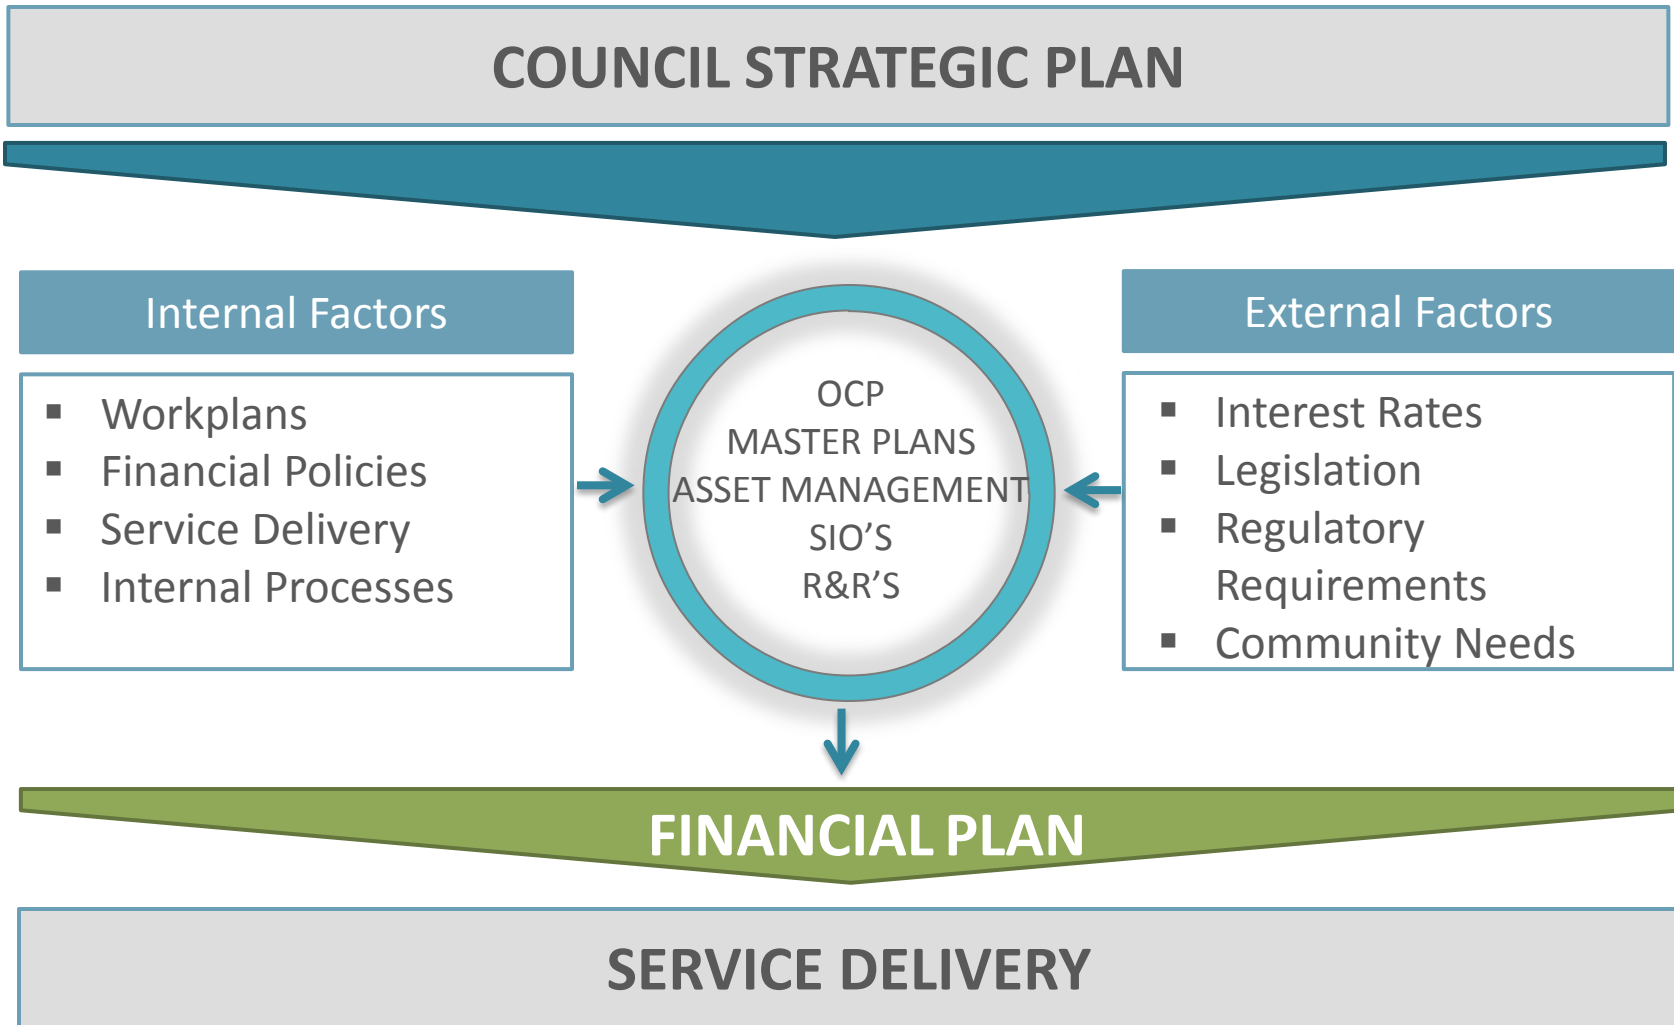 COUNCIL STRATEGIC PLAN
Internal Factors
▪ Workplans
▪ Financial Policies
▪ Service Delivery
▪ Internal Processes
OCP
MASTER PLANS
ASSET MANAGEMENT
SIO’S
R&R’S
External Factors
▪ Interest Rates
▪ Legislation
▪ Regulatory
Requirements
▪ Community Needs
FINANCIAL PLAN
SERVICE DELIVERY